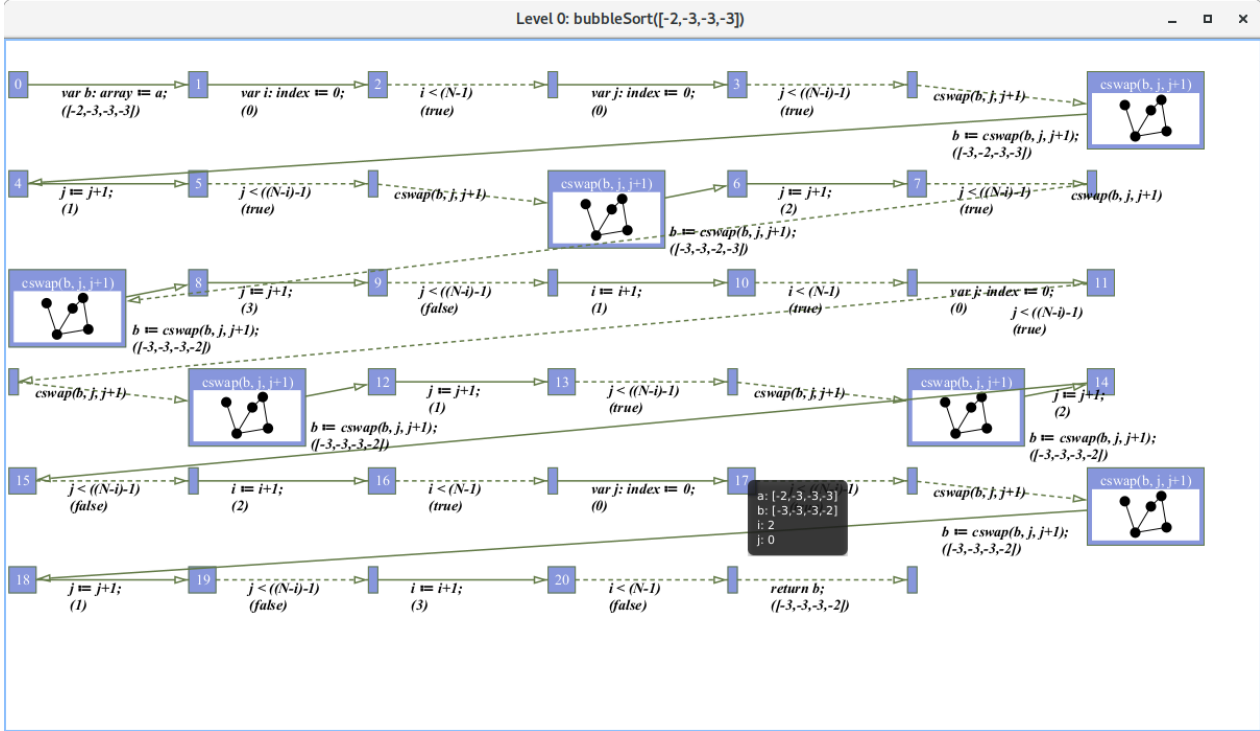 Level 0: bubbleSort([-2,-3,-3,-3])
0
var b: array ≔ a;
([-2,-3,-3,-3])
1
var i: index ≔ 0;
(0)
2
i < (N-1)
(true)
var j: index ≔ 0;
(0)
3
j < ((N-i)-1)
(true)
cswap(b, j, j+1)
cswap(b, j, j+1)
b ≔ cswap(b, j, j+1);
([-3,-2,-3,-3])
4
j ≔ j+1;
(1)
5
j < ((N-i)-1)
(true)
cswap(b, j, j+1)
cswap(b, j, j+1)
b ≔ cswap(b, j, j+1);
([-3,-3,-2,-3])
6
j ≔ j+1;
(2)
7
j < ((N-i)-1)
(true)
cswap(b, j, j+1)
cswap(b, j, j+1)
b ≔ cswap(b, j, j+1);
([-3,-3,-3,-2])
8
j ≔ j+1;
(3)
9
j < ((N-i)-1)
(false)
i ≔ i+1;
(1)
10
i < (N-1)
(true)
var j: index ≔ 0;
(0)
11
j < ((N-i)-1)
(true)
cswap(b, j, j+1)
cswap(b, j, j+1)
b ≔ cswap(b, j, j+1);
([-3,-3,-3,-2])
12
j ≔ j+1;
(1)
13
j < ((N-i)-1)
(true)
cswap(b, j, j+1)
cswap(b, j, j+1)
b ≔ cswap(b, j, j+1);
([-3,-3,-3,-2])
14
j ≔ j+1;
(2)
15
j < ((N-i)-1)
(false)
i ≔ i+1;
(2)
16
i < (N-1)
(true)
var j: index ≔ 0;
(0)
17
a: [-2,-3,-3,-3]
b: [-3,-3,-3,-2]
i: 2
j: 0
cswap(b, j, j+1)
cswap(b, j, j+1)
b ≔ cswap(b, j, j+1);
([-3,-3,-3,-2])
18
j ≔ j+1;
(1)
19
j < ((N-i)-1)
(false)
i ≔ i+1;
(3)
20
i < (N-1)
(false)
return b;
([-3,-3,-3,-2])